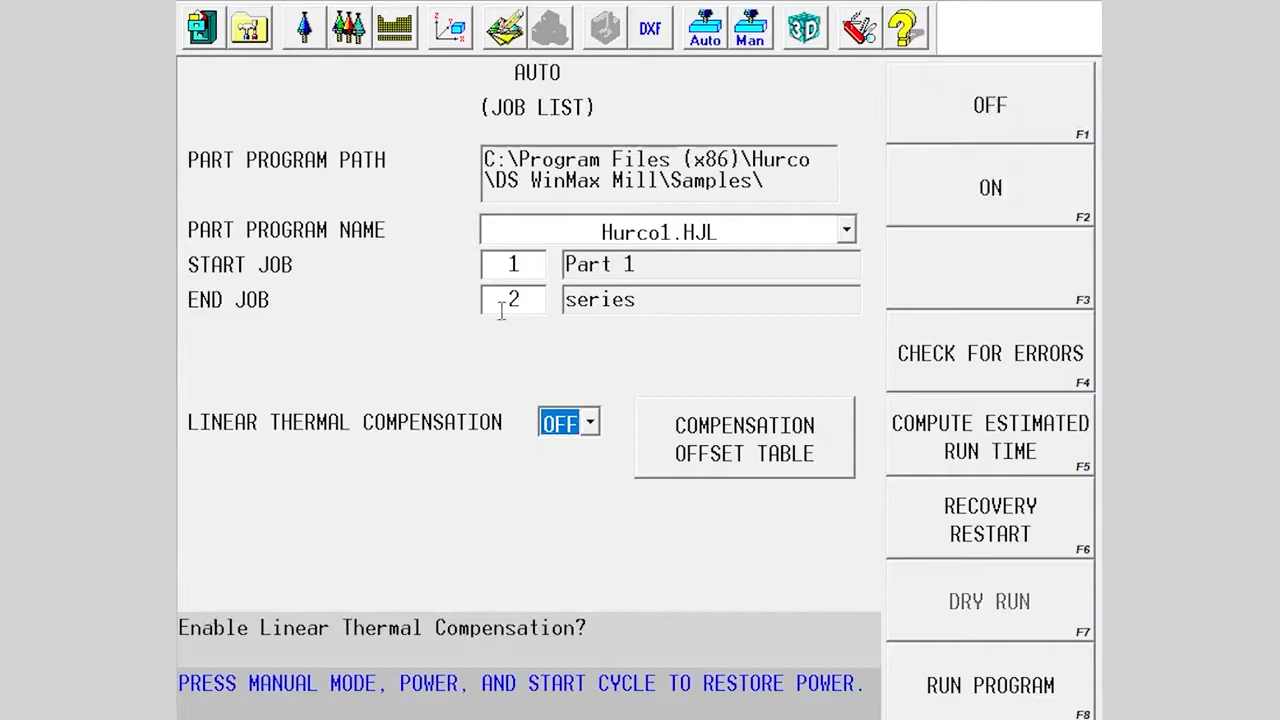 DXF
Auto
Man
3D
AUTO
(JOB LIST)
PART PROGRAM PATH
C:\Program Files (x86)\Hurco
\DS WinMax Mill\Samples\
PART PROGRAM NAME
Hurco1.HJL
START JOB
1
Part 1
END JOB
2
series
LINEAR THERMAL COMPENSATION
OFF
COMPENSATION
OFFSET TABLE
Enable Linear Thermal Compensation?
PRESS MANUAL MODE, POWER, AND START CYCLE TO RESTORE POWER.
OFF
F1
ON
F2
F3
CHECK FOR ERRORS
F4
COMPUTE ESTIMATED
RUN TIME
F5
RECOVERY
RESTART
F6
DRY RUN
F7
RUN PROGRAM
F8